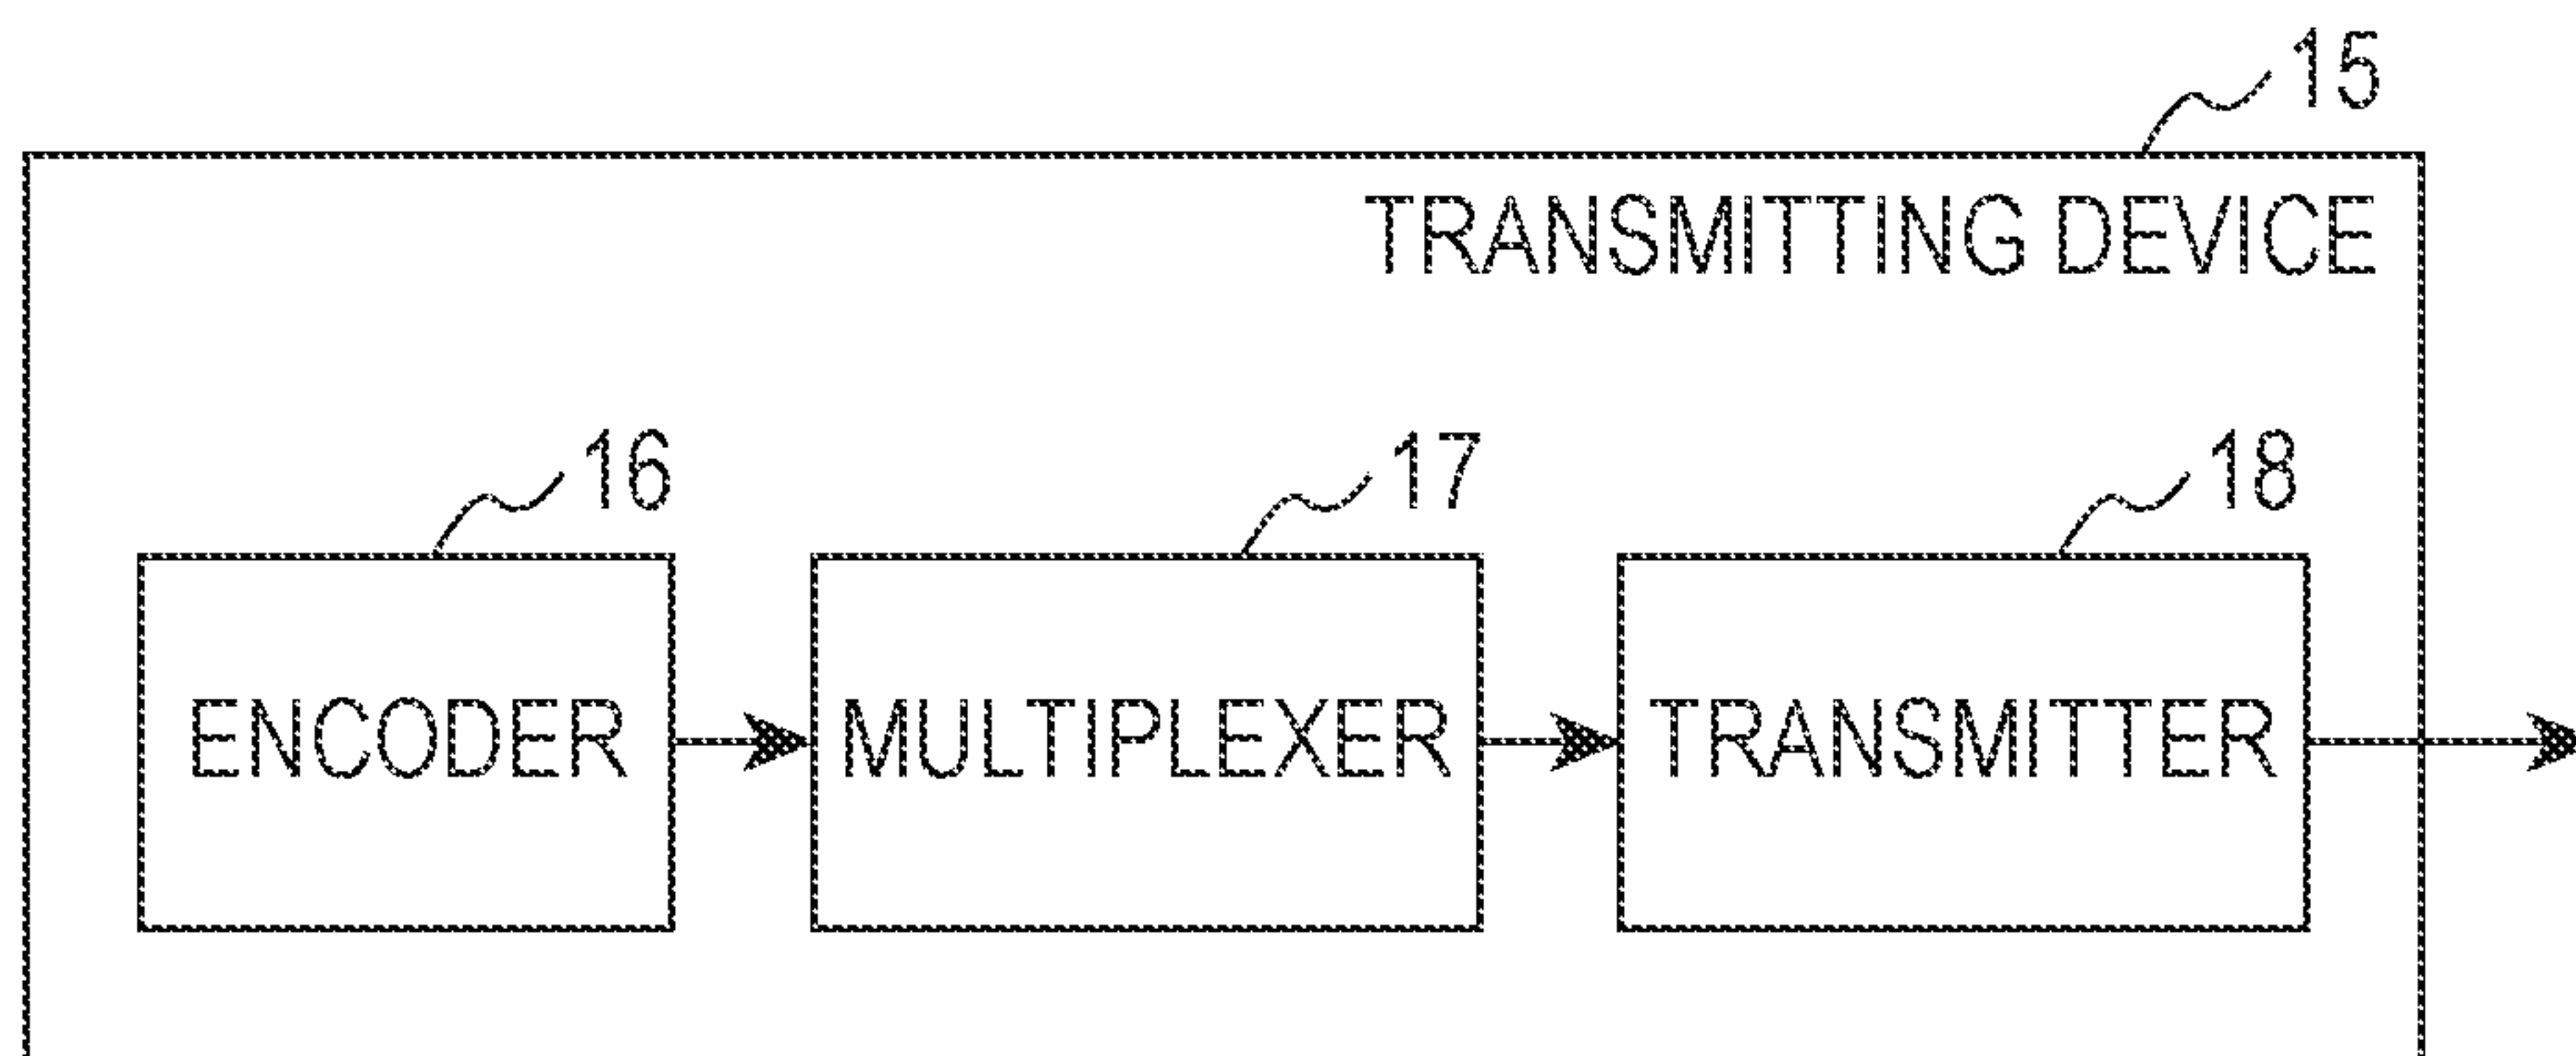 15
TRANSMITTING DEVICE
16 17 18
ENCODER MULTIPLEXER TRANSMITTER